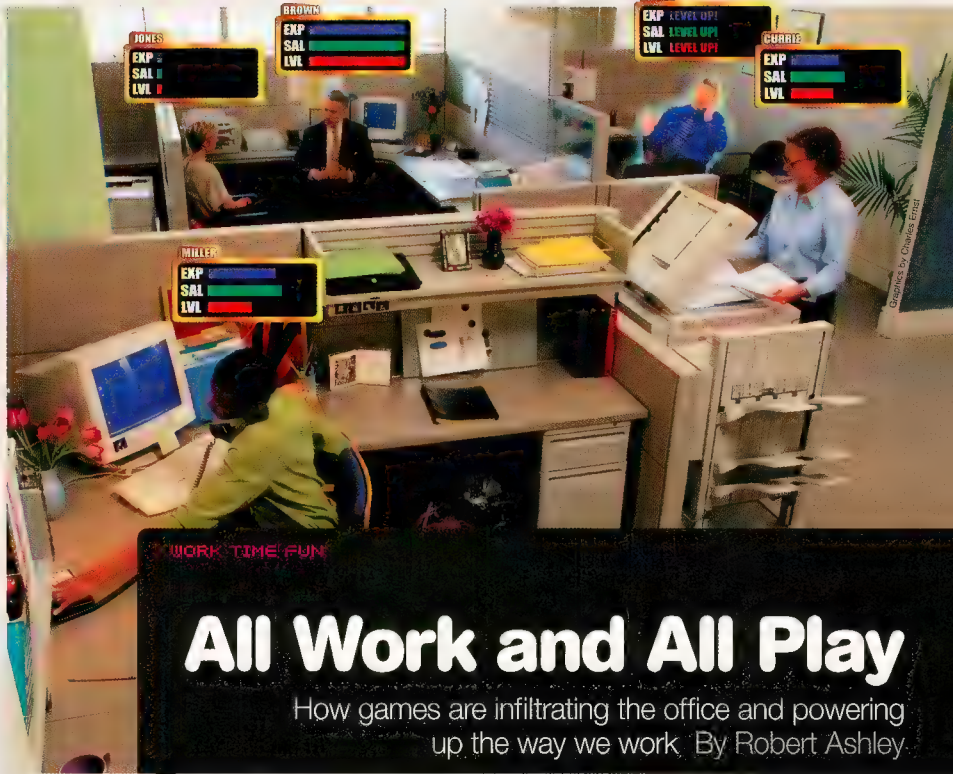 JONES
EXP
SAL
LVL
BROWN
EXP
SAL
LVL
EXP LEVEL UP!
SAL LEVEL UP!
LVL LEVEL UP!
CURRIE
EXP
SAL
LVL
Graphics by Charles Ernst
MILLER
EXP
SAL
LVL
WORK TIME FUN
All Work and All Play
How games are infiltrating the office and powering
up the way we work By Robert Ashley